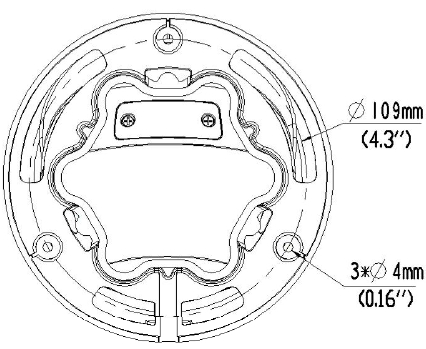 ∅ 109mm
(4.3")
3*∅ 4mm
(0.16")